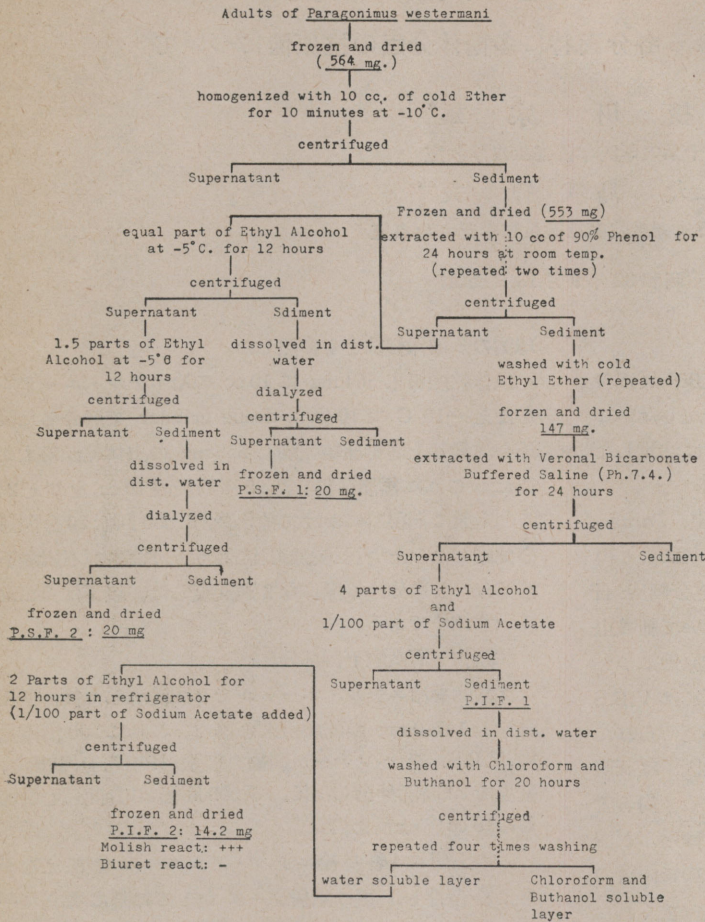 Adults of Paragonimus westermani
frozen and dried
( 564 mg.)
homogenized with 10 cc. of cold Ether
for 10 minutes at -10°C.
centrifuged
Supernatant
Sediment
Frozen and dried (553 mg)
extracted with 10 cc of 90% Phenol for
24 hours at room temp.
(repeated two times)
centrifuged
Supernatant
Sediment
equal part of Ethyl Alcohol
at -5°C. for 12 hours
centrifuged
Supernatant
Sdiment
1.5 parts of Ethyl
Alcohol at -5°C for
12 hours
centrifuged
Supernatant
Sediment
dissolved in
dist. water
dialyzed
centrifuged
Supernatant
Sediment
frozen and dried
P.S.F. 2 : 20 mg
dissolved in dist.
water
dialyzed
centrifuged
Supernatant
Sediment
frozen and dried
P.S.F. 1: 20 mg.
washed with cold
Ethyl Ether (repeated)
forzen and dried
147 mg.
extracted with Veronal Bicarbonate
Buffered Saline (Ph.7.4.)
for 24 hours
centrifuged
Supernatant
Sediment
4 parts of Ethyl Alcohol
and
1/100 part of Sodium Acetate
centrifuged
Supernatant
Sediment
P.I.F. 1
dissolved in dist. water
washed with Chloroform and
Buthanol for 20 hours
centrifuged
repeated four times washing
water soluble layer
Chloroform and
Buthanol soluble
layer
2 Parts of Ethyl Alcohol for
12 hours in refrigerator
(1/100 part of Sodium Acetate added)
centrifuged
Supernatant
Sediment
frozen and dried
P.I.F. 2: 14.2 mg
Molish react.: +++
Biuret react.: -